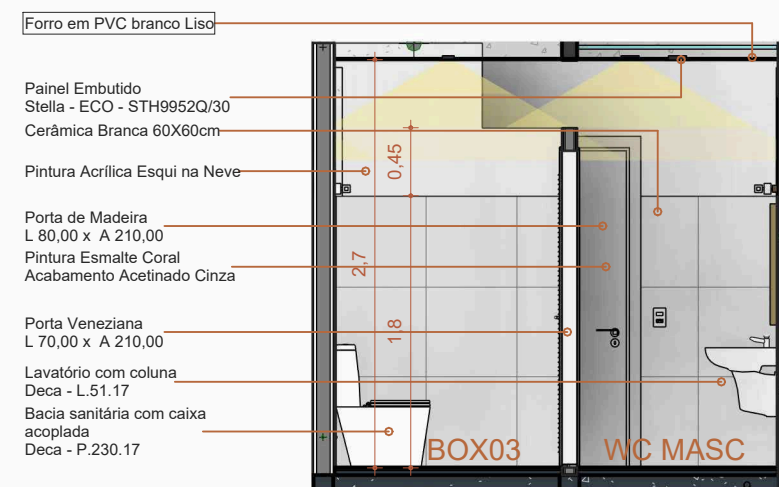 Forro em PVC branco Liso
Painel Embutido
Stella - ECO - STH9952Q/30
Cerâmica Branca 60X60cm
Pintura Acrílica Esqui na Neve
Porta de Madeira
L 80,00 x A 210,00
Pintura Esmalte Coral
Acabamento Acetinado Cinza
Porta Veneziana
L 70,00 x A 210,00
Lavatório com coluna
Deca - L.51.17
Bacia sanitária com caixa
acoplada
Deca - P.230.17
0,45
2,7
1,8
BOX03
WC MASC